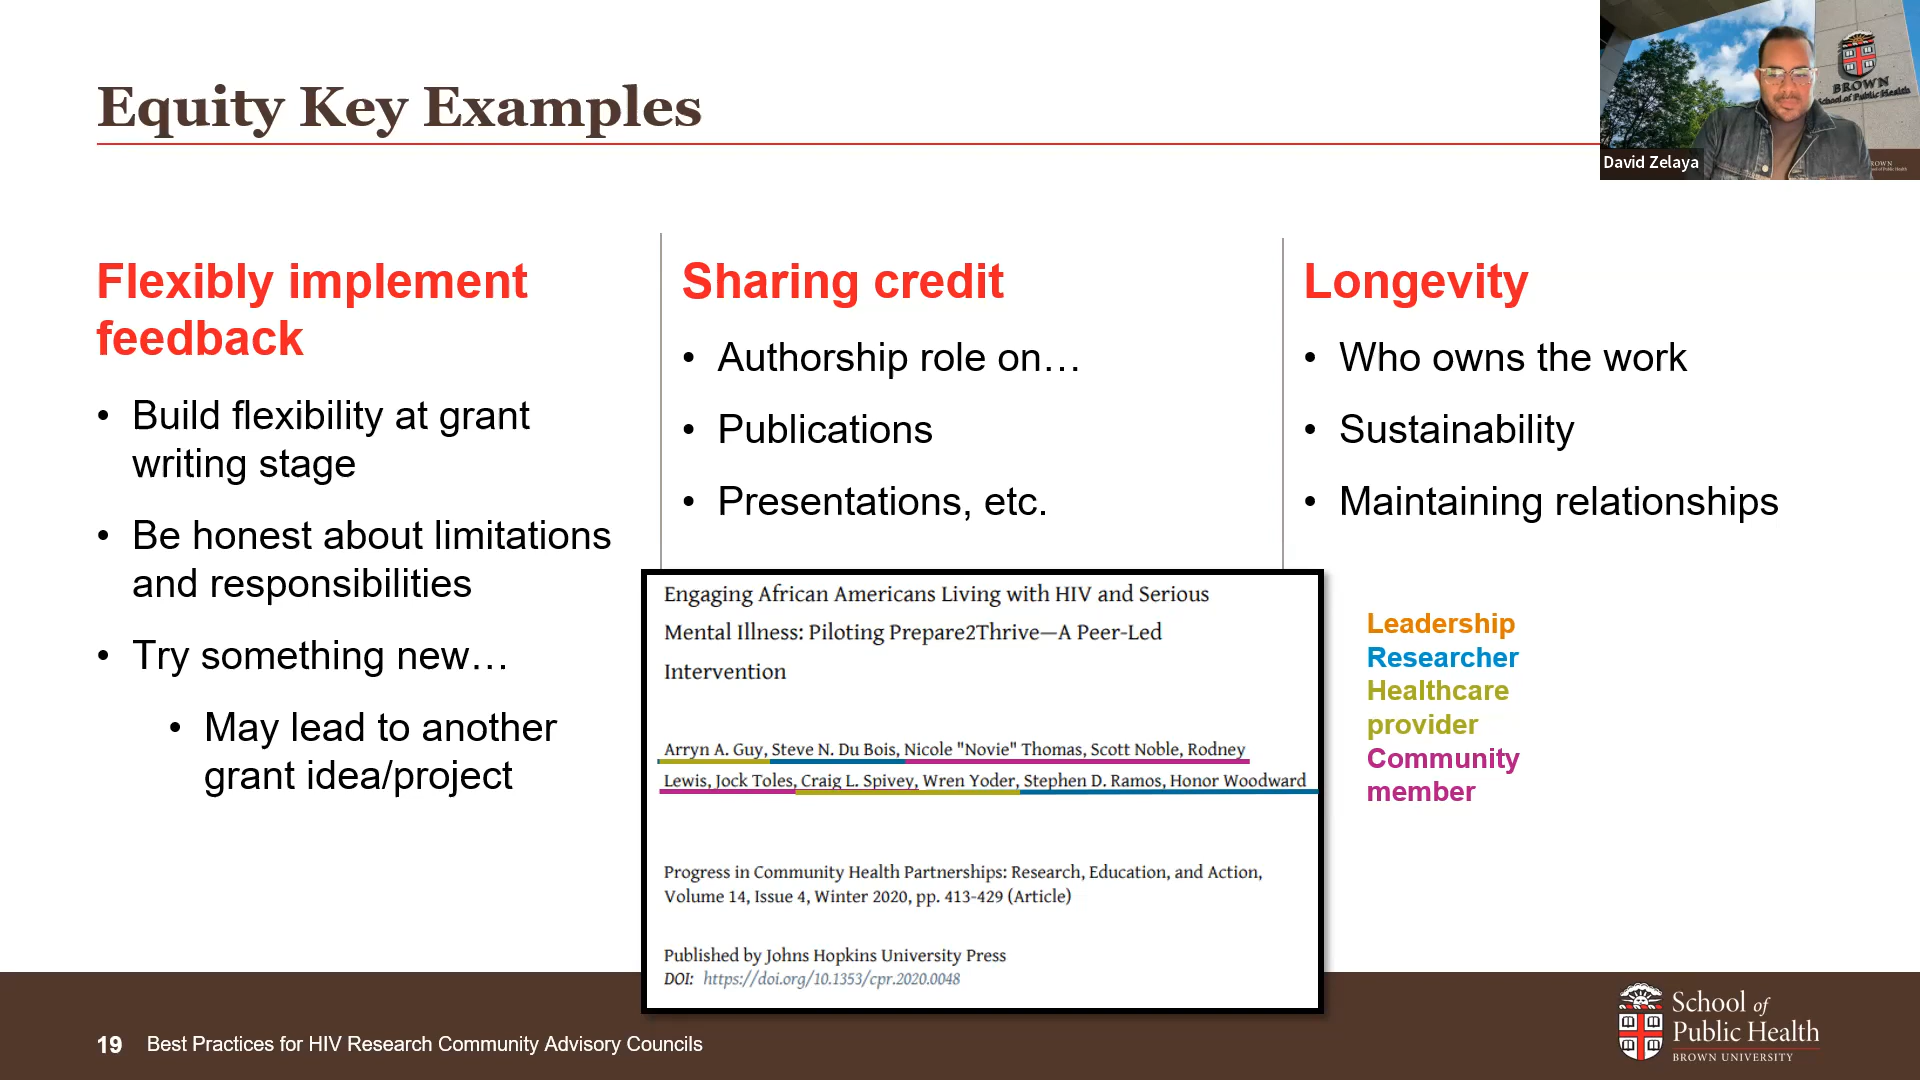 Equity Key Examples
BROWN
School of Public Health
David Zelaya
Flexibly implement
feedback
• Build flexibility at grant
writing stage
• Be honest about limitations
and responsibilities
• Try something new…
• May lead to another
grant idea/project
Sharing credit
• Authorship role on…
• Publications
• Presentations, etc.
Longevity
• Who owns the work
• Sustainability
• Maintaining relationships
Engaging African Americans Living with HIV and Serious
Mental Illness: Piloting Prepare2Thrive—A Peer-Led
Intervention
Arryn A. Guy, Steve N. Du Bois, Nicole "Novie" Thomas, Scott Noble, Rodney
Lewis, Jock Toles, Craig L. Spivey, Wren Yoder, Stephen D. Ramos, Honor Woodward
Progress in Community Health Partnerships: Research, Education, and Action,
Volume 14, Issue 4, Winter 2020, pp. 413-429 (Article)
Published by Johns Hopkins University Press
DOI: https://doi.org/10.1353/cpr.2020.0048
Leadership
Researcher
Healthcare
provider
Community
member
19 Best Practices for HIV Research Community Advisory Councils
School of
Public Health
BROWN UNIVERSITY